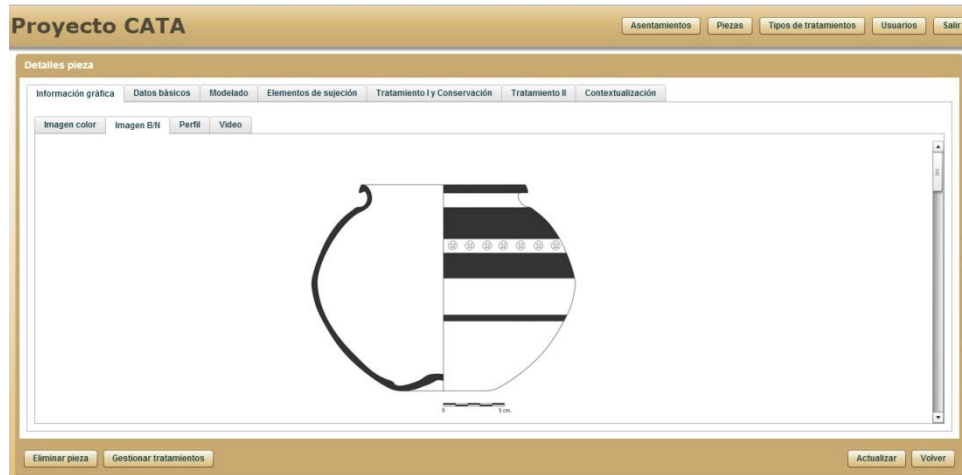 Proyecto CATA
Asentamientos Piezas Tipos de tratamientos Usuarios Salir
Detalles pieza
Información gráfica Datos básicos Modelado Elementos de sujeción Tratamiento I y Conservación Tratamiento II Contextualización
Imagen color Imagen B/N Perfil Video
0 5 cm.
Eliminar pieza Gestionar tratamientos Actualizar Volver